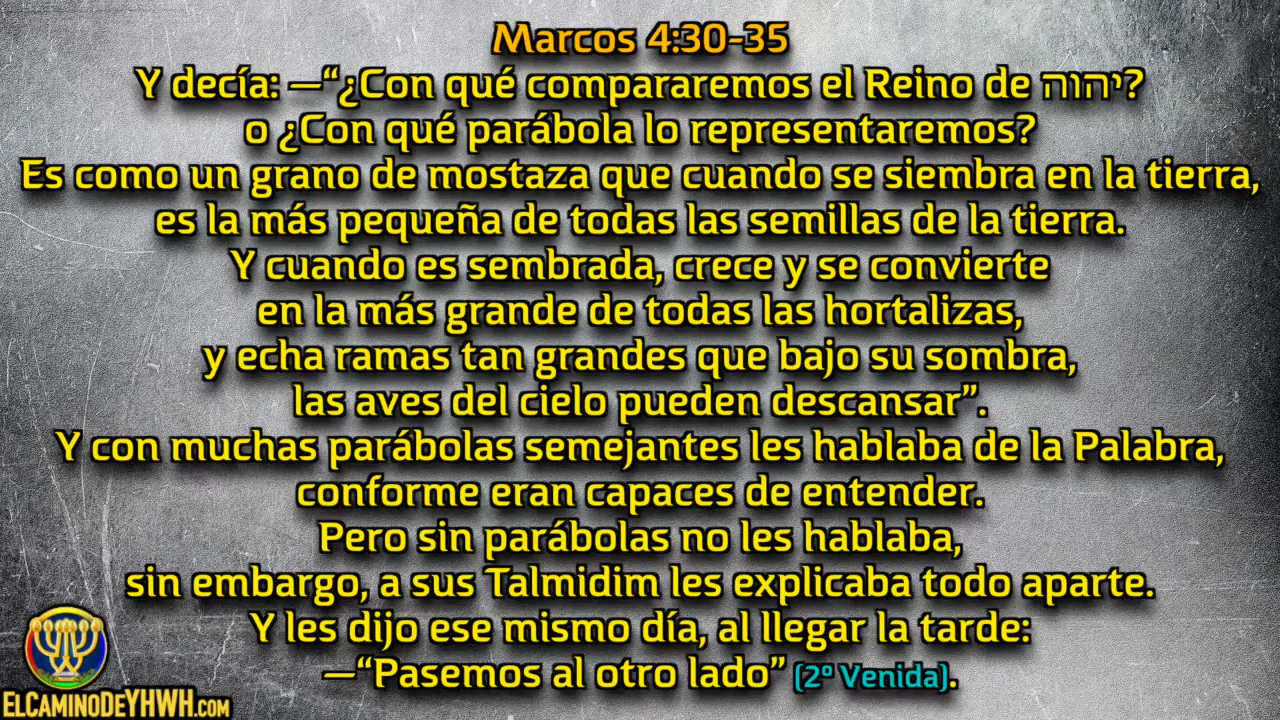 Marcos 4:30-35
Y decía: —“¿Con qué compararemos el Reino de יהוה?
o ¿Con qué parábola lo representaremos?
Es como un grano de mostaza que cuando se siembra en la tierra,
es la más pequeña de todas las semillas de la tierra.
Y cuando es sembrada, crece y se convierte
en la más grande de todas las hortalizas,
y echa ramas tan grandes que bajo su sombra,
las aves del cielo pueden descansar”.
Y con muchas parábolas semejantes les hablaba de la Palabra,
conforme eran capaces de entender.
Pero sin parábolas no les hablaba,
sin embargo, a sus Talmidim les explicaba todo aparte.
Y les dijo ese mismo día, al llegar la tarde:
—“Pasemos al otro lado” (2º Venida).
ELCAMINODEYHWH.com